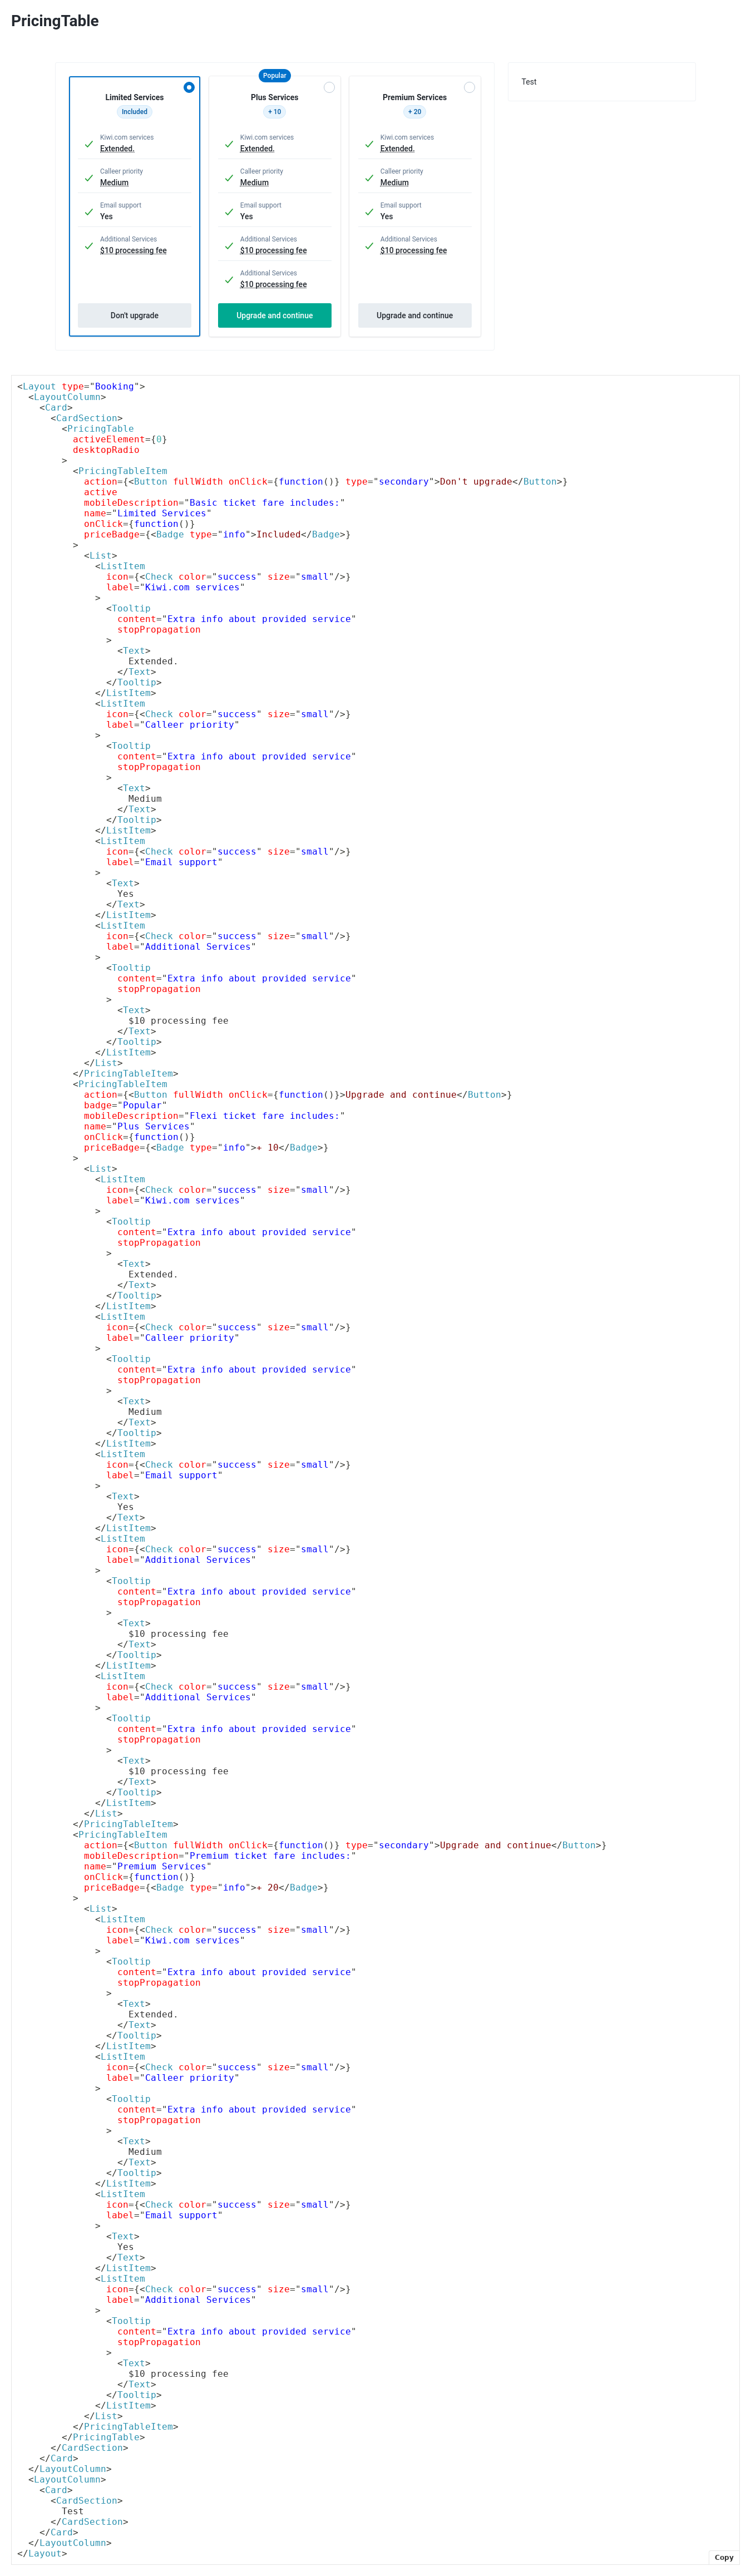 PricingTable
Popular
Limited Services
Plus Services
Premium Services
Test
Included
+ 10
+ 20
Kiwi.com services
Extended.
Kiwi.com services
Extended.
Kiwi.com services
Extended.
Calleer priority
Medium
Calleer priority
Medium
Calleer priority
Medium
Email support
Yes
Email support
Yes
Email support
Yes
Additional Services
$10 processing fee
Additional Services
$10 processing fee
Additional Services
$10 processing fee
Additional Services
$10 processing fee
Don't upgrade
Upgrade and continue
Upgrade and continue
<Layout type="Booking">
  <LayoutColumn>
    <Card>
      <CardSection>
        <PricingTable
          activeElement={0}
          desktopRadio
        >
          <PricingTableItem
            action={<Button fullWidth onClick={function()} type="secondary">Don't upgrade</Button>}
            active
            mobileDescription="Basic ticket fare includes:"
            name="Limited Services"
            onClick={function()}
            priceBadge={<Badge type="info">Included</Badge>}
          >
            <List>
              <ListItem
                icon={<Check color="success" size="small"/>}
                label="Kiwi.com services"
              >
                <Tooltip
                  content="Extra info about provided service"
                  stopPropagation
                >
                  <Text>
                    Extended.
                  </Text>
                </Tooltip>
              </ListItem>
              <ListItem
                icon={<Check color="success" size="small"/>}
                label="Calleer priority"
              >
                <Tooltip
                  content="Extra info about provided service"
                  stopPropagation
                >
                  <Text>
                    Medium
                  </Text>
                </Tooltip>
              </ListItem>
              <ListItem
                icon={<Check color="success" size="small"/>}
                label="Email support"
              >
                <Text>
                  Yes
                </Text>
              </ListItem>
              <ListItem
                icon={<Check color="success" size="small"/>}
                label="Additional Services"
              >
                <Tooltip
                  content="Extra info about provided service"
                  stopPropagation
                >
                  <Text>
                    $10 processing fee
                  </Text>
                </Tooltip>
              </ListItem>
            </List>
          </PricingTableItem>
          <PricingTableItem
            action={<Button fullWidth onClick={function()}>Upgrade and continue</Button>}
            badge="Popular"
            mobileDescription="Flexi ticket fare includes:"
            name="Plus Services"
            onClick={function()}
            priceBadge={<Badge type="info">+ 10</Badge>}
          >
            <List>
              <ListItem
                icon={<Check color="success" size="small"/>}
                label="Kiwi.com services"
              >
                <Tooltip
                  content="Extra info about provided service"
                  stopPropagation
                >
                  <Text>
                    Extended.
                  </Text>
                </Tooltip>
              </ListItem>
              <ListItem
                icon={<Check color="success" size="small"/>}
                label="Calleer priority"
              >
                <Tooltip
                  content="Extra info about provided service"
                  stopPropagation
                >
                  <Text>
                    Medium
                  </Text>
                </Tooltip>
              </ListItem>
              <ListItem
                icon={<Check color="success" size="small"/>}
                label="Email support"
              >
                <Text>
                  Yes
                </Text>
              </ListItem>
              <ListItem
                icon={<Check color="success" size="small"/>}
                label="Additional Services"
              >
                <Tooltip
                  content="Extra info about provided service"
                  stopPropagation
                >
                  <Text>
                    $10 processing fee
                  </Text>
                </Tooltip>
              </ListItem>
              <ListItem
                icon={<Check color="success" size="small"/>}
                label="Additional Services"
              >
                <Tooltip
                  content="Extra info about provided service"
                  stopPropagation
                >
                  <Text>
                    $10 processing fee
                  </Text>
                </Tooltip>
              </ListItem>
            </List>
          </PricingTableItem>
          <PricingTableItem
            action={<Button fullWidth onClick={function()} type="secondary">Upgrade and continue</Button>}
            mobileDescription="Premium ticket fare includes:"
            name="Premium Services"
            onClick={function()}
            priceBadge={<Badge type="info">+ 20</Badge>}
          >
            <List>
              <ListItem
                icon={<Check color="success" size="small"/>}
                label="Kiwi.com services"
              >
                <Tooltip
                  content="Extra info about provided service"
                  stopPropagation
                >
                  <Text>
                    Extended.
                  </Text>
                </Tooltip>
              </ListItem>
              <ListItem
                icon={<Check color="success" size="small"/>}
                label="Calleer priority"
              >
                <Tooltip
                  content="Extra info about provided service"
                  stopPropagation
                >
                  <Text>
                    Medium
                  </Text>
                </Tooltip>
              </ListItem>
              <ListItem
                icon={<Check color="success" size="small"/>}
                label="Email support"
              >
                <Text>
                  Yes
                </Text>
              </ListItem>
              <ListItem
                icon={<Check color="success" size="small"/>}
                label="Additional Services"
              >
                <Tooltip
                  content="Extra info about provided service"
                  stopPropagation
                >
                  <Text>
                    $10 processing fee
                  </Text>
                </Tooltip>
              </ListItem>
            </List>
          </PricingTableItem>
        </PricingTable>
      </CardSection>
    </Card>
  </LayoutColumn>
  <LayoutColumn>
    <Card>
      <CardSection>
        Test
      </CardSection>
    </Card>
  </LayoutColumn>
</Layout>
Copy